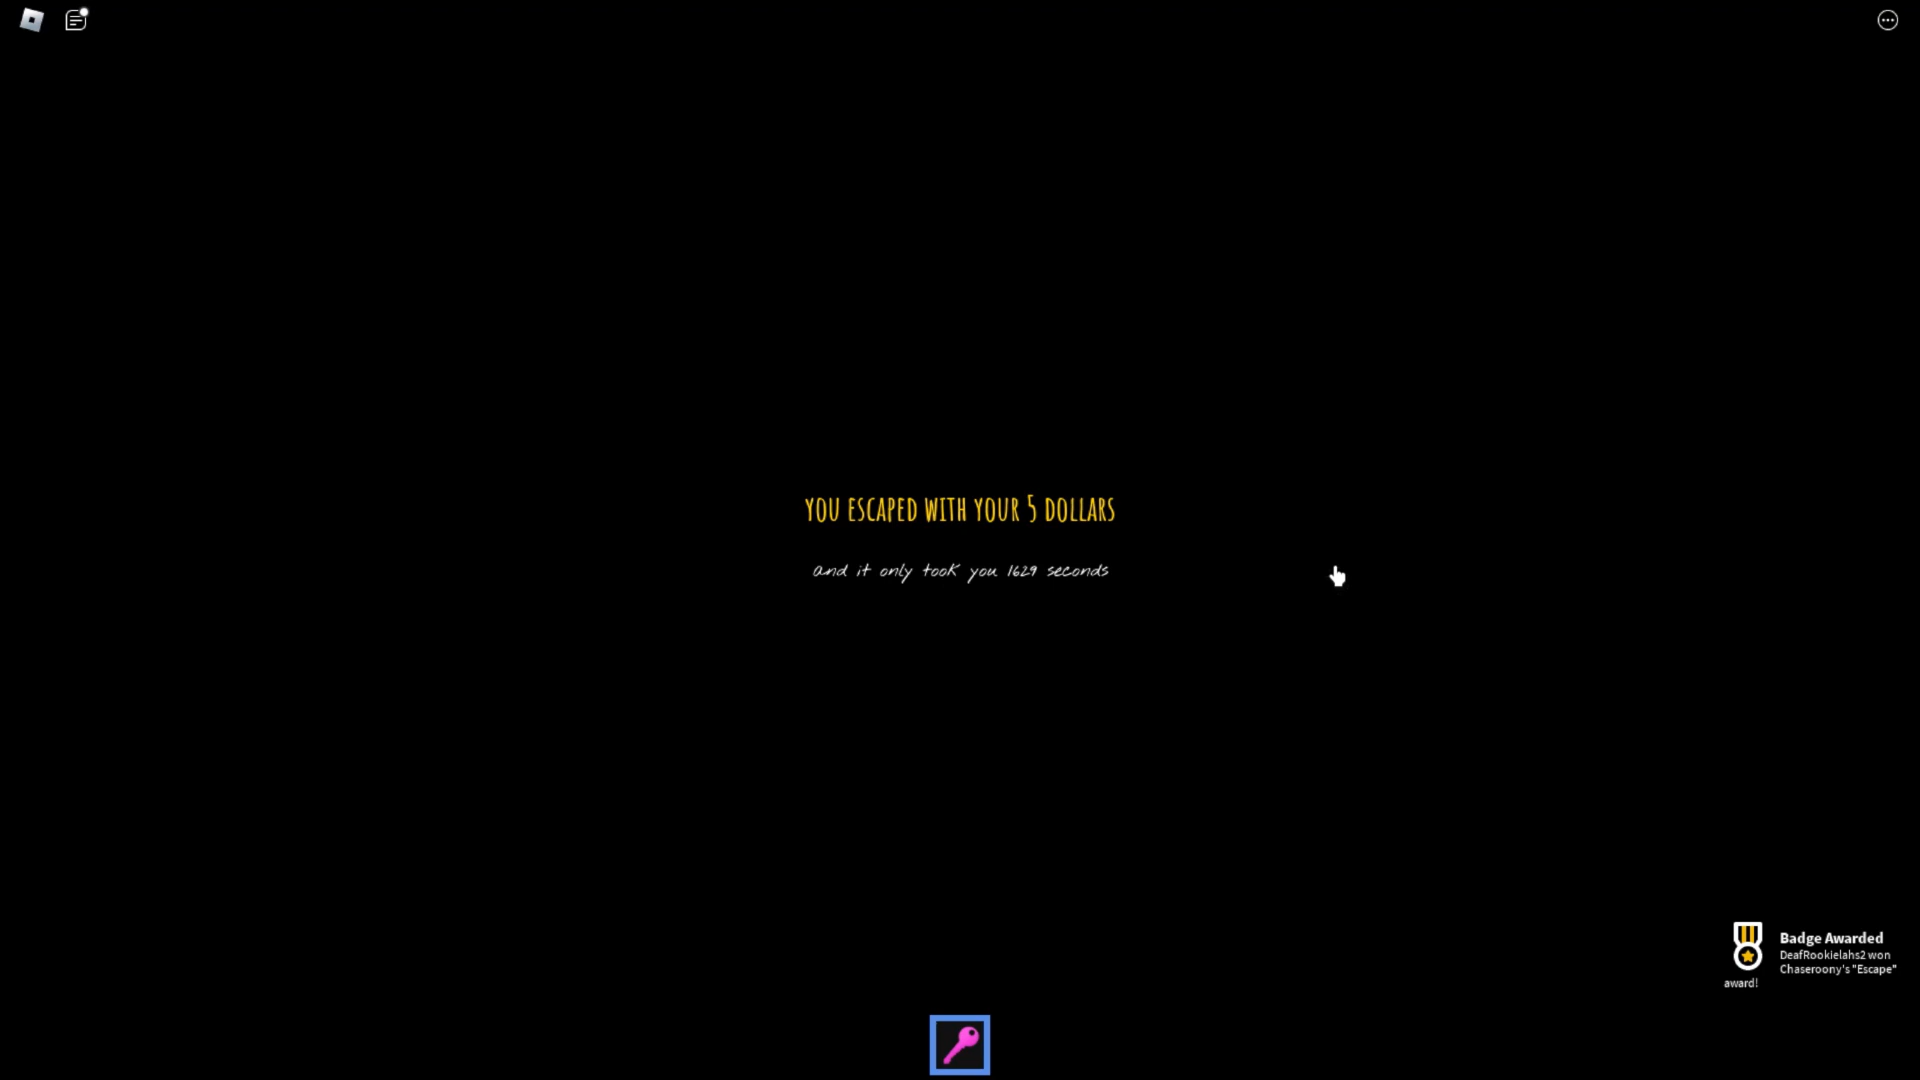 YOU ESCAPED WITH YOUR 5 DOLLARS
and it only took you 1629 seconds
Badge Awarded
DeafRookielahs2 won
Chaseroony's "Escape"
award!